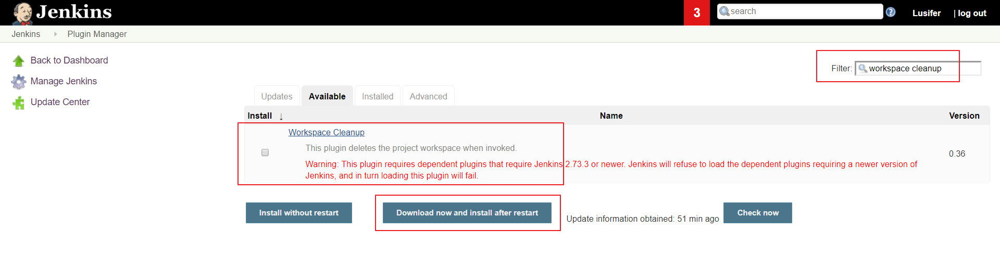 Jenkins
3
search
Lusifer
| log out
Jenkins
Plugin Manager
Back to Dashboard
Manage Jenkins
Update Center
Filter: workspace cleanup
Updates
Available
Installed
Advanced
Install ↓
Name
Version
Workspace Cleanup
This plugin deletes the project workspace when invoked.
Warning: This plugin requires dependent plugins that require Jenkins 2.73.3 or newer. Jenkins will refuse to load the dependent plugins requiring a newer version of
Jenkins, and in turn loading this plugin will fail.
0.36
Install without restart
Download now and install after restart
Update information obtained: 51 min ago
Check now